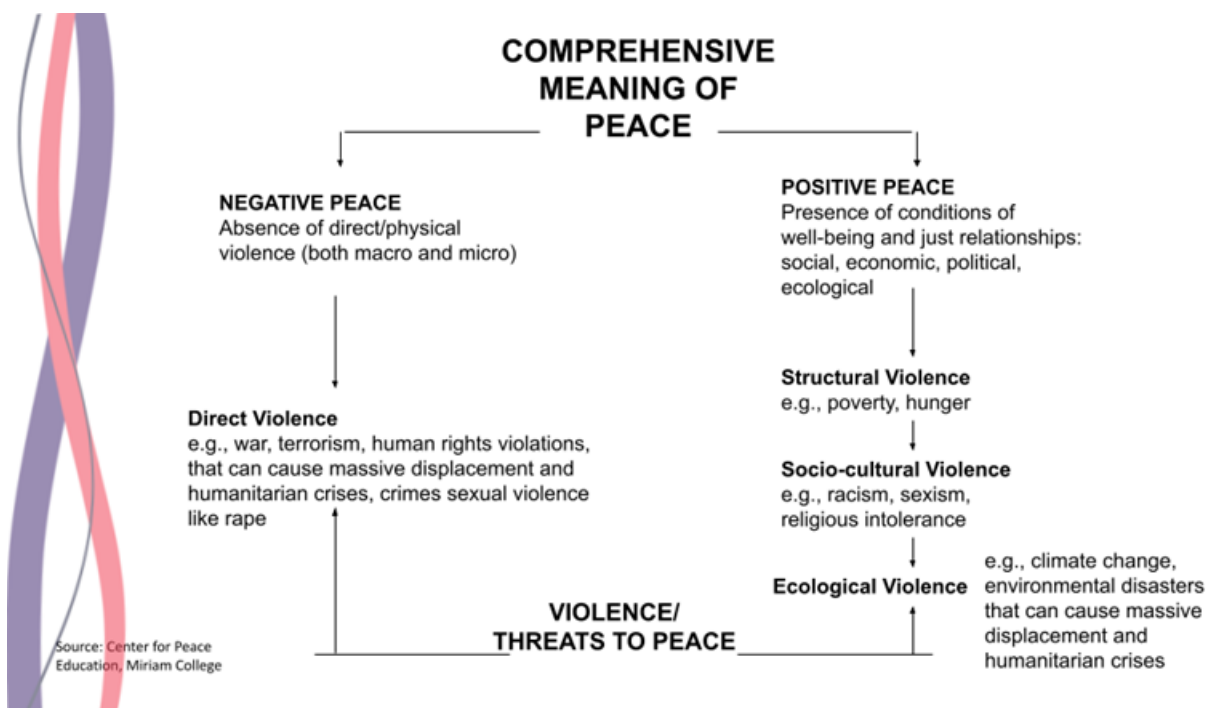 COMPREHENSIVE
MEANING OF
PEACE
NEGATIVE PEACE
Absence of direct/physical
violence (both macro and micro)
Direct Violence
e.g., war, terrorism, human rights violations,
that can cause massive displacement and
humanitarian crises, crimes sexual violence
like rape
POSITIVE PEACE
Presence of conditions of
well-being and just relationships:
social, economic, political,
ecological
Structural Violence
e.g., poverty, hunger
Socio-cultural Violence
e.g., racism, sexism,
religious intolerance
Ecological Violence
e.g., climate change,
environmental disasters
that can cause massive
displacement and
humanitarian crises
VIOLENCE/
THREATS TO PEACE
Source: Center for Peace
Education, Miriam College